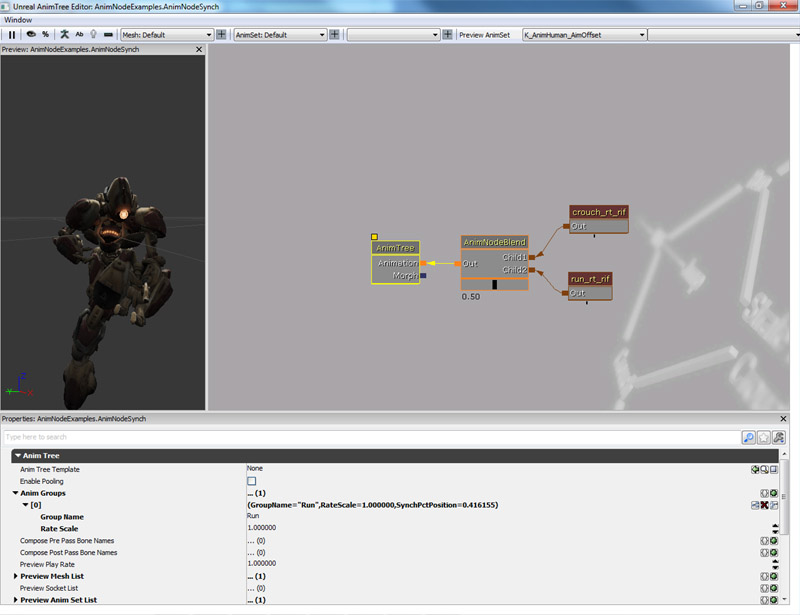 Unreal AnimTree Editor: AnimNodeExamples.AnimNodeSynch
Window
Ab Mesh: Default AnimSet: Default Preview AnimSet K_AnimHuman_AimOffset
Preview: AnimNodeExamples.AnimNodeSynch
AnimTree
Animation
Morph
AnimNodeBlend
Out Child1
Child2
0.50
crouch_rt_rif
Out
run_rt_rif
Out
Z
Y X
Properties: AnimNodeExamples.AnimNodeSynch
Type here to search
Anim Tree
Anim Tree Template None
Enable Pooling
Anim Groups ... (1)
[0] (GroupName="Run",RateScale=1.000000,SynchPctPosition=0.416155)
Group Name Run
Rate Scale 1.000000
Compose Pre Pass Bone Names ... (0)
Compose Post Pass Bone Names ... (0)
Preview Play Rate 1.000000
Preview Mesh List ... (1)
Preview Socket List ... (0)
Preview Anim Set List ... (1)